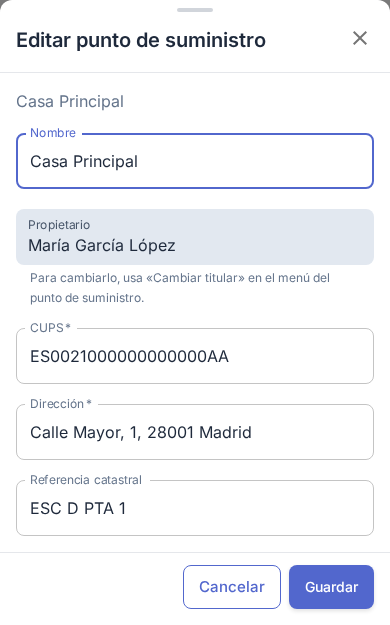 Editar punto de suministro
Casa Principal
Nombre
Casa Principal
Propietario
María García López
Para cambiarlo, usa «Cambiar titular» en el menú del
punto de suministro.
CUPS*
ES0021000000000000AA
Dirección*
Calle Mayor, 1, 28001 Madrid
Referencia catastral
ESC D PTA 1
Cancelar
Guardar